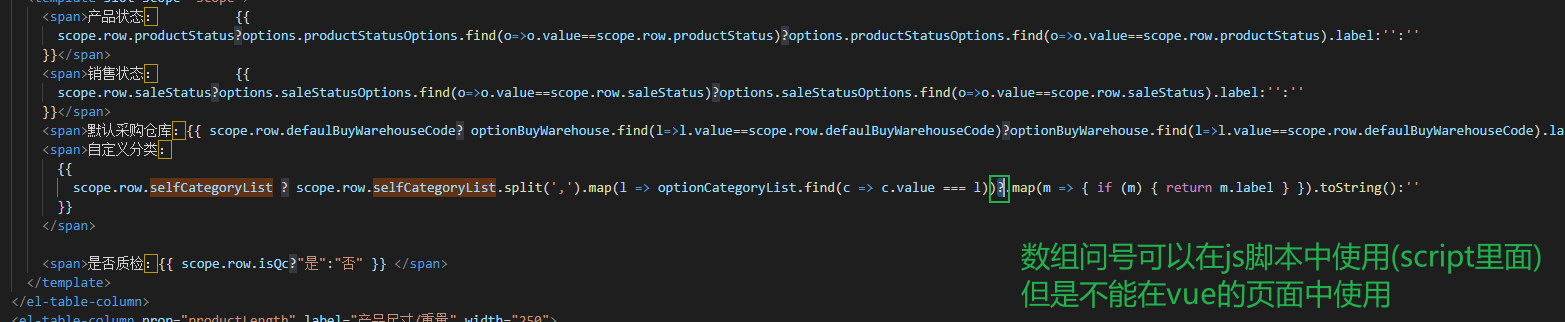 <template slot-scope="scope">
<span>产品状态: {{
scope.row.productStatus?options.productStatusOptions.find(o=>o.value==scope.row.productStatus)?options.productStatusOptions.find(o=>o.value==scope.row.productStatus).label:'':''
}}</span>
<span>销售状态: {{
scope.row.saleStatus?options.saleStatusOptions.find(o=>o.value==scope.row.saleStatus)?options.saleStatusOptions.find(o=>o.value==scope.row.saleStatus).label:'':''
}}</span>
<span>默认采购仓库:{{ scope.row.defaulBuyWarehouseCode? optionBuyWarehouse.find(l=>l.value==scope.row.defaulBuyWarehouseCode)?optionBuyWarehouse.find(l=>l.value==scope.row.defaulBuyWarehouseCode).la
<span>自定义分类:
{{
scope.row.selfCategoryList ? scope.row.selfCategoryList.split(',').map(l => optionCategoryList.find(c => c.value === l))?.map(m => { if (m) { return m.label } }).toString():''
}}
</span>
<span>是否质检:{{ scope.row.isQc?"是":"否" }} </span>
</template>
</el-table-column>
<el-table-column prop="productLength" label="产品尺寸/重量" width="250">
数组问号可以在js脚本中使用(script里面)
但是不能在vue的页面中使用